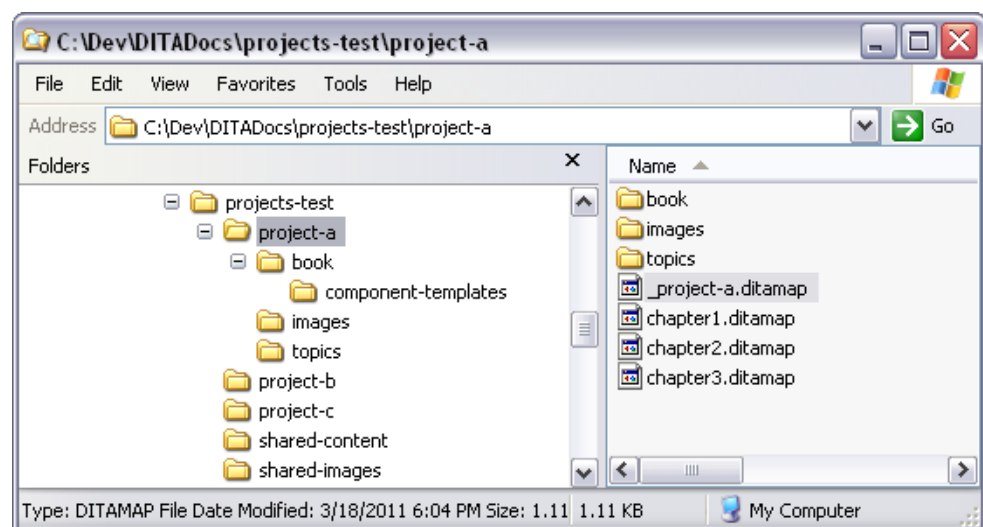 C:\Dev\DITADocs\projects-test\project-a
File Edit View Favorites Tools Help
Address C:\Dev\DITADocs\projects-test\project-a Go
Folders
projects-test
project-a
book
component-templates
images
topics
project-b
project-c
shared-content
shared-images
Name
book
images
topics
_project-a.ditamap
chapter1.ditamap
chapter2.ditamap
chapter3.ditamap
Type: DITAMAP File Date Modified: 3/18/2011 6:04 PM Size: 1.11 1.11 KB My Computer